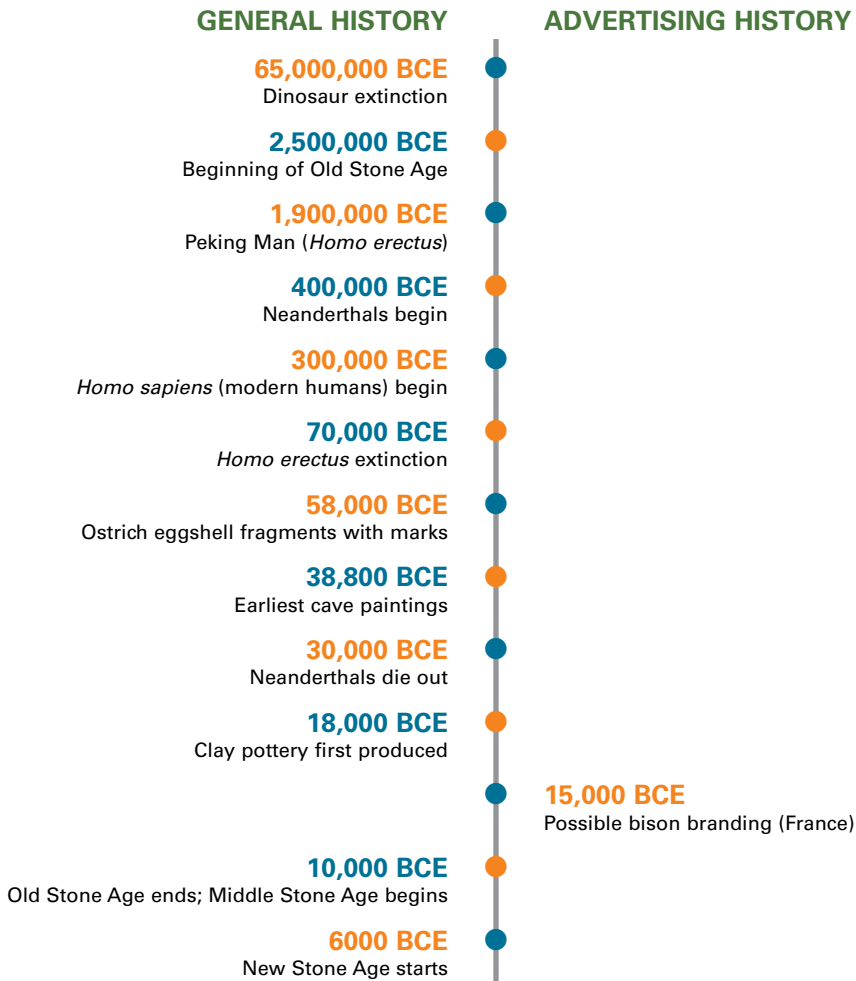 GENERAL HISTORY
ADVERTISING HISTORY
65,000,000 BCE
Dinosaur extinction
2,500,000 BCE
Beginning of Old Stone Age
1,900,000 BCE
Peking Man (Homo erectus)
400,000 BCE
Neanderthals begin
300,000 BCE
Homo sapiens (modern humans) begin
70,000 BCE
Homo erectus extinction
58,000 BCE
Ostrich eggshell fragments with marks
38,800 BCE
Earliest cave paintings
30,000 BCE
Neanderthals die out
18,000 BCE
Clay pottery first produced
15,000 BCE
Possible bison branding (France)
10,000 BCE
Old Stone Age ends; Middle Stone Age begins
6000 BCE
New Stone Age starts